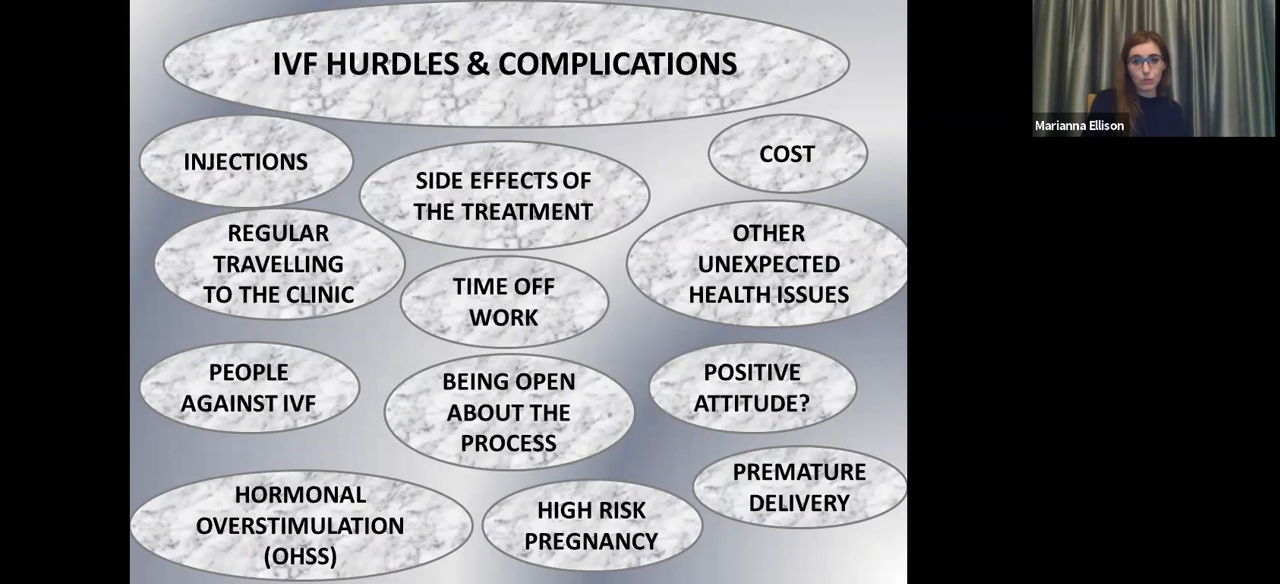 IVF HURDLES & COMPLICATIONS
Marianna Ellison
INJECTIONS
SIDE EFFECTS OF
THE TREATMENT
COST
REGULAR
TRAVELLING
TO THE CLINIC
TIME OFF
WORK
OTHER
UNEXPECTED
HEALTH ISSUES
PEOPLE
AGAINST IVF
BEING OPEN
ABOUT THE
PROCESS
POSITIVE
ATTITUDE?
HORMONAL
OVERSTIMULATION
(OHSS)
HIGH RISK
PREGNANCY
PREMATURE
DELIVERY